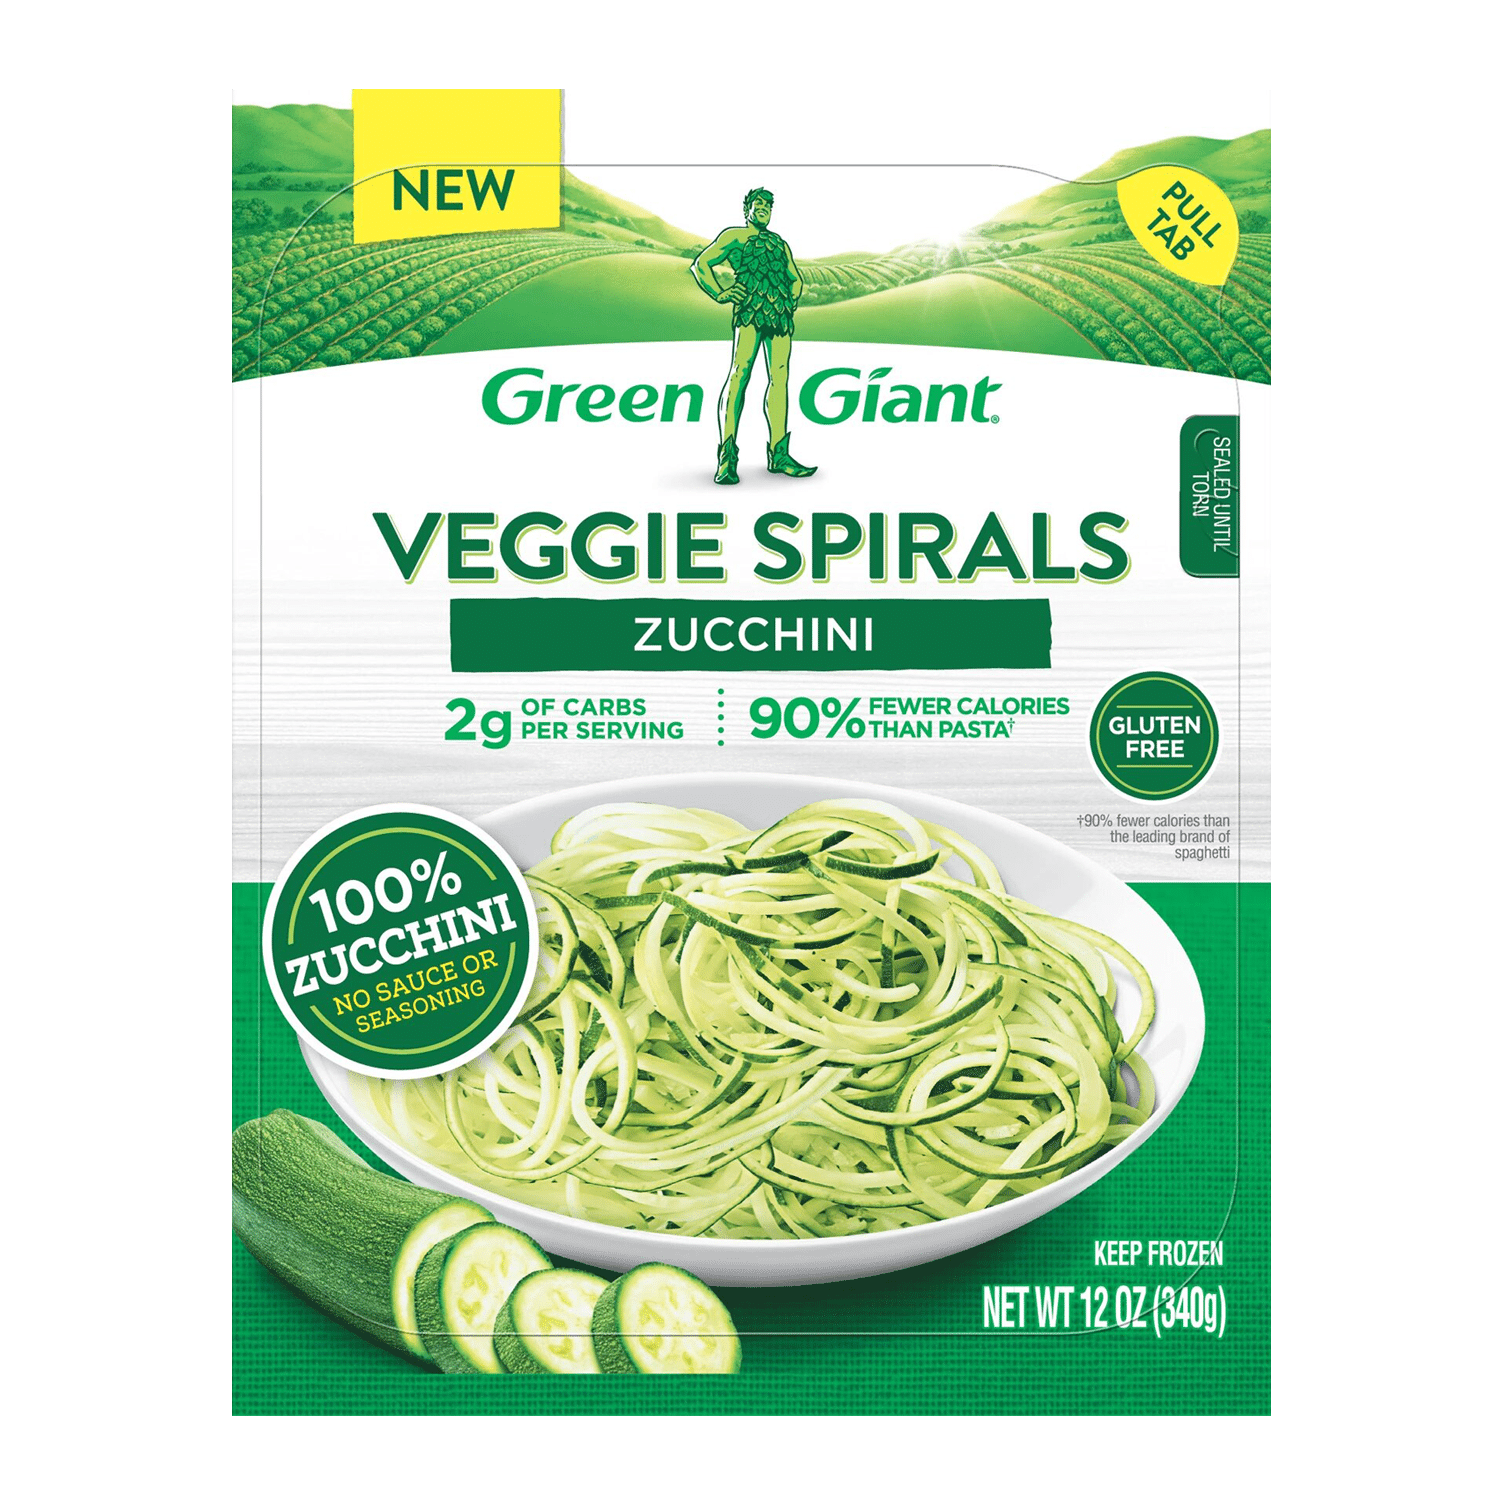 NEW
PULL
TAB
Green Giant®
SEALED UNTIL
TORN
VEGGIE SPIRALS
ZUCCHINI
2g OF CARBS
PER SERVING
90% FEWER CALORIES
THAN PASTA†
GLUTEN
FREE
†90% fewer calories than
the leading brand of
spaghetti
100%
ZUCCHINI
NO SAUCE OR
SEASONING
KEEP FROZEN
NET WT 12 OZ (340g)